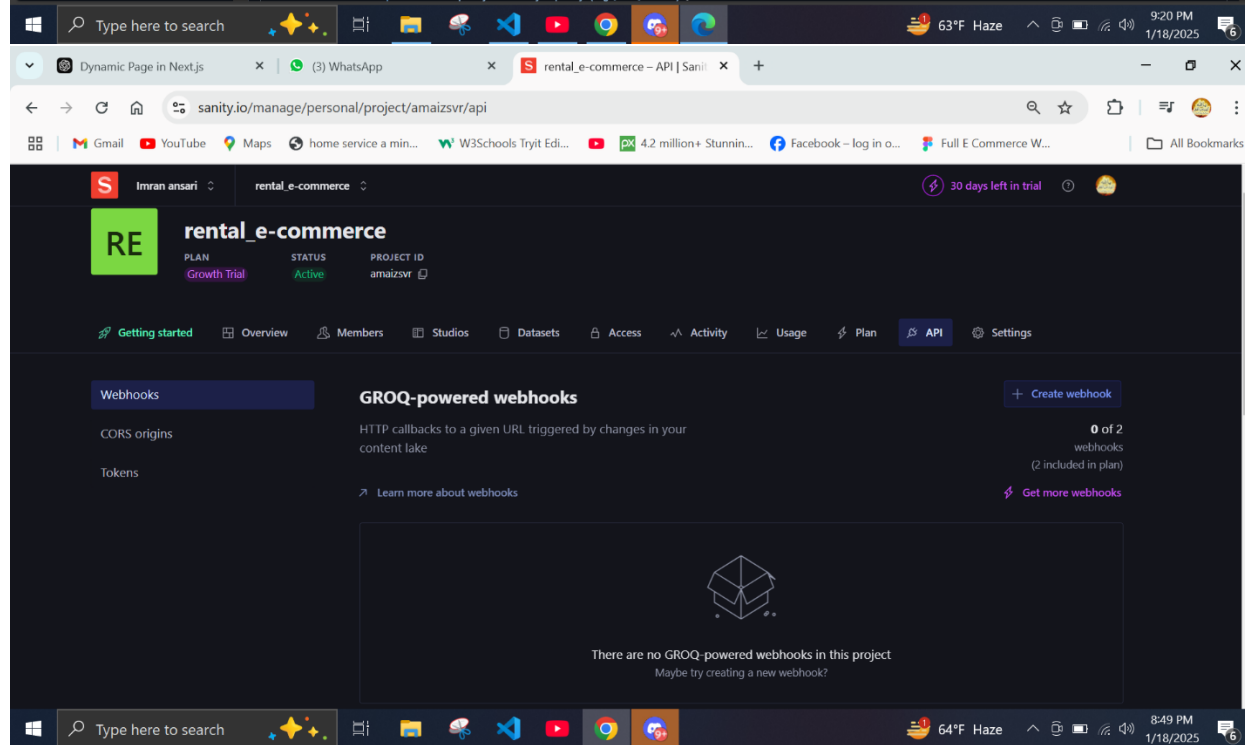 Type here to search
9+
63°F Haze
9:20 PM
1/18/2025
6
Dynamic Page in Next.js
(3) WhatsApp
S rental_e-commerce – API | Sanit
sanity.io/manage/personal/project/amaizsvr/api
Gmail YouTube Maps home service a min... W3Schools Tryit Edi... px 4.2 million+ Stunnin... Facebook – log in o... Full E Commerce W... All Bookmarks
S Imran ansari rental_e-commerce 30 days left in trial
RE
rental_e-commerce
PLAN STATUS PROJECT ID
Growth Trial Active amaizsvr
Getting started Overview Members Studios Datasets Access Activity Usage Plan API Settings
Webhooks
CORS origins
Tokens
GROQ-powered webhooks
HTTP callbacks to a given URL triggered by changes in your
content lake
Learn more about webhooks
Create webhook
0 of 2
webhooks
(2 included in plan)
Get more webhooks
There are no GROQ-powered webhooks in this project
Maybe try creating a new webhook?
Type here to search
9+
64°F Haze
8:49 PM
1/18/2025
6